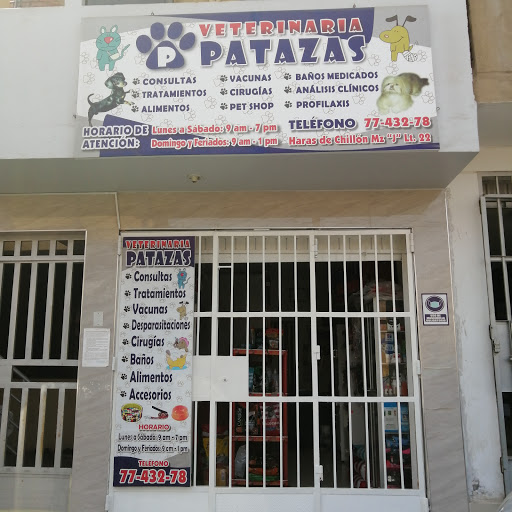 VETERINARIA
PATAZAS
P
CONSULTAS
TRATAMIENTOS
ALIMENTOS
VACUNAS
CIRUGÍAS
PET SHOP
BAÑOS MEDICADOS
ANÁLISIS CLÍNICOS
PROFILAXIS
HORARIO DE ATENCIÓN:
Lunes a Sabado: 9 am - 7 pm
Domingo y Feriados: 9 am - 1 pm
TELÉFONO 77-432-78
Haras de Chillón Mz "J" Lt. 22
VETERINARIA
PATAZAS
Consultas
Tratamientos
Vacunas
Desparasitaciones
Cirugías
Baños
Alimentos
Accesorios
HORARIO
Lunes a Sabado: 9 am - 7 pm
Domingo y Feriados: 9 am - 1 pm
TELÉFONO
77-432-78